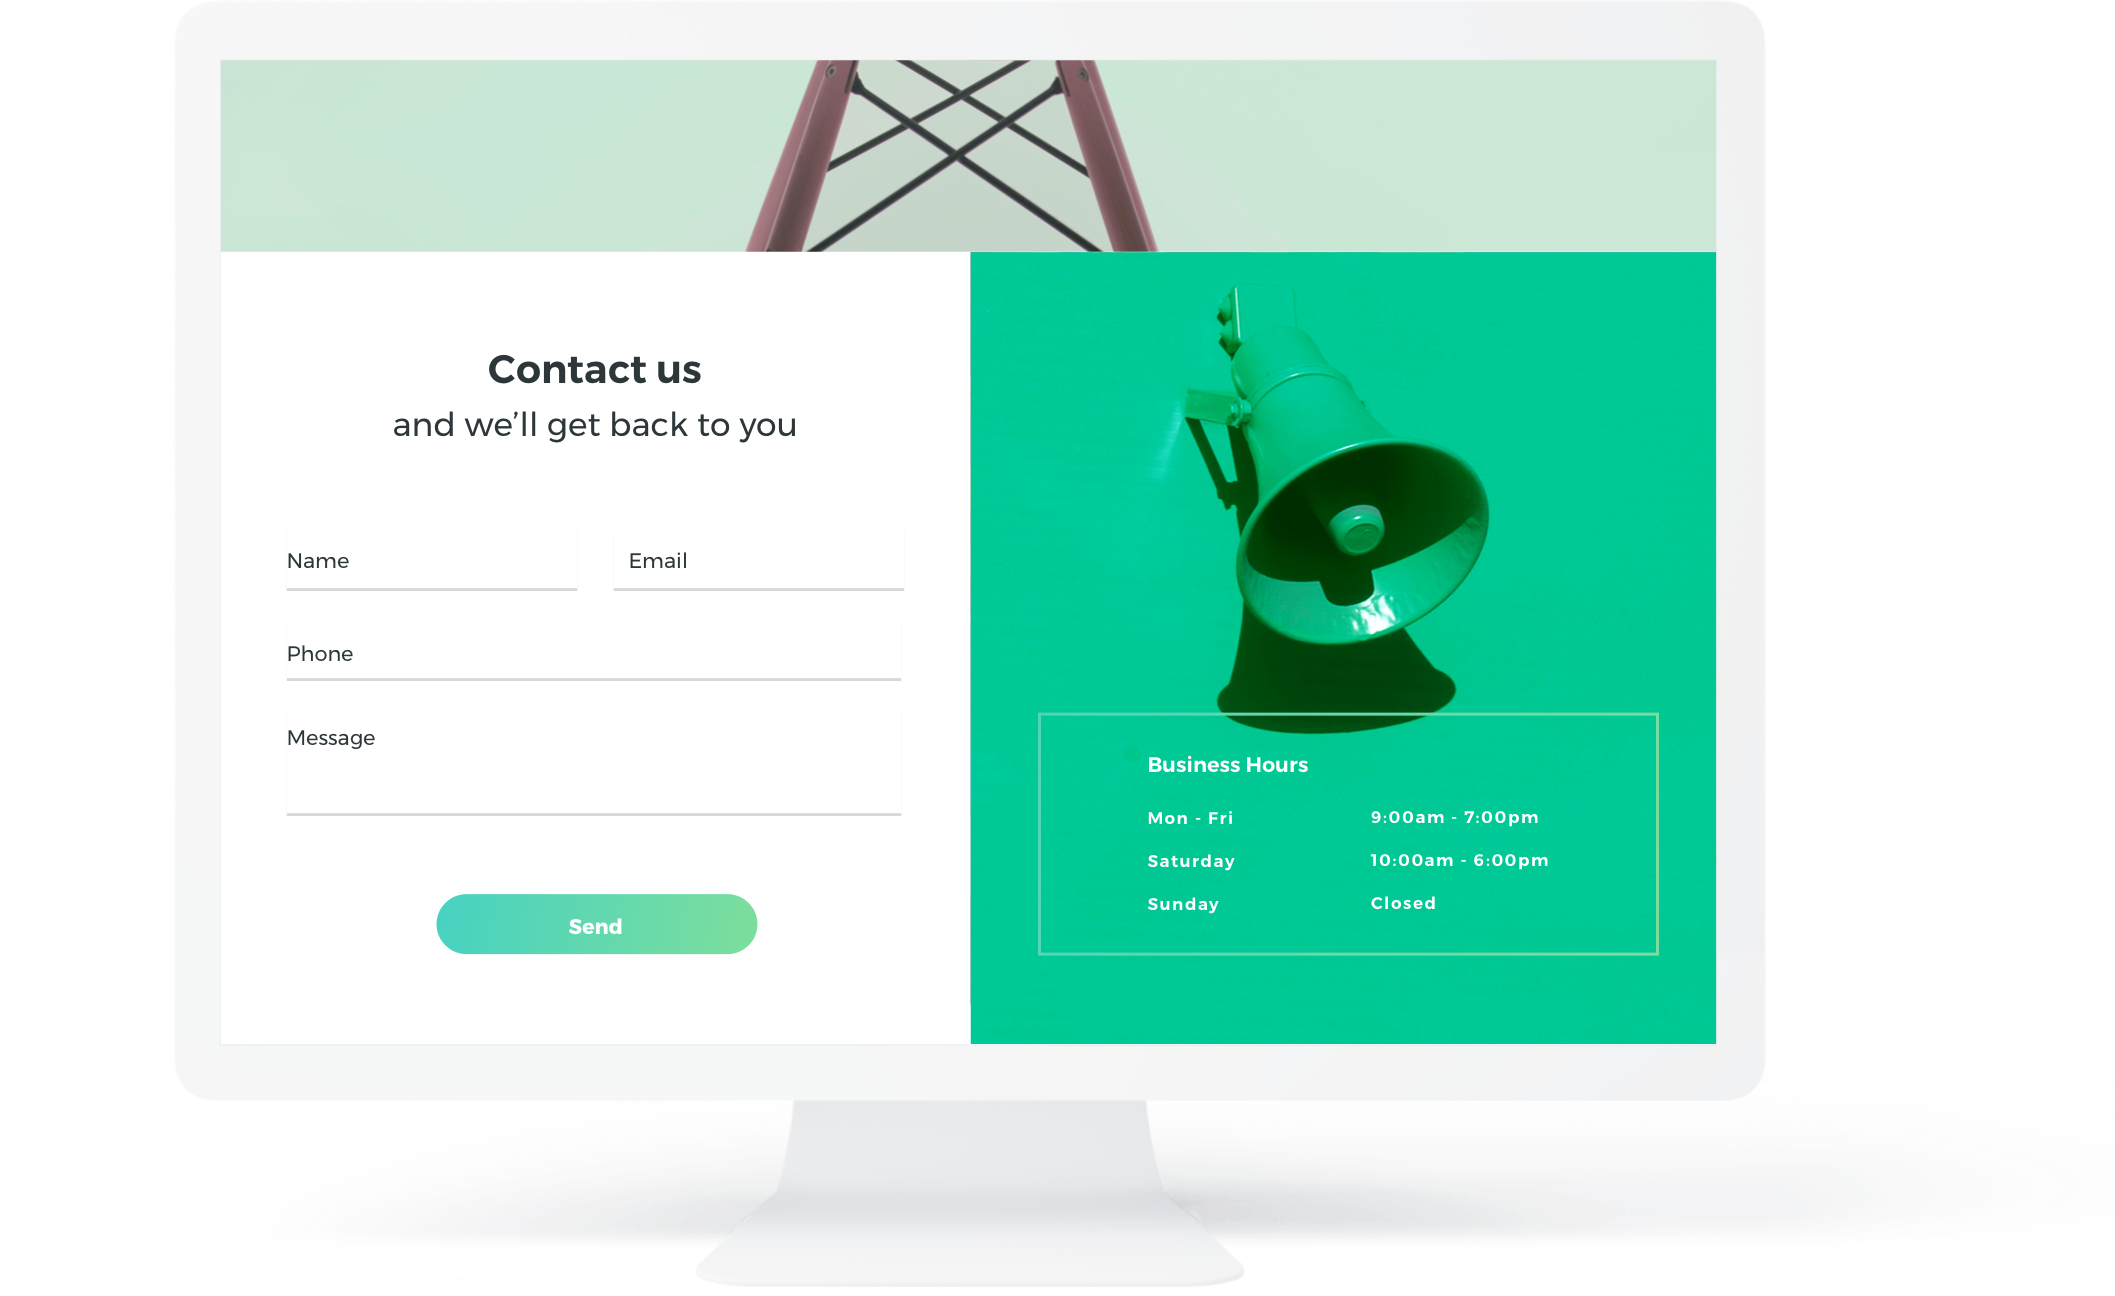 Contact us
and we’ll get back to you
Name
Email
Phone
Message
Send
Business Hours
Mon - Fri 9:00am - 7:00pm
Saturday 10:00am - 6:00pm
Sunday Closed